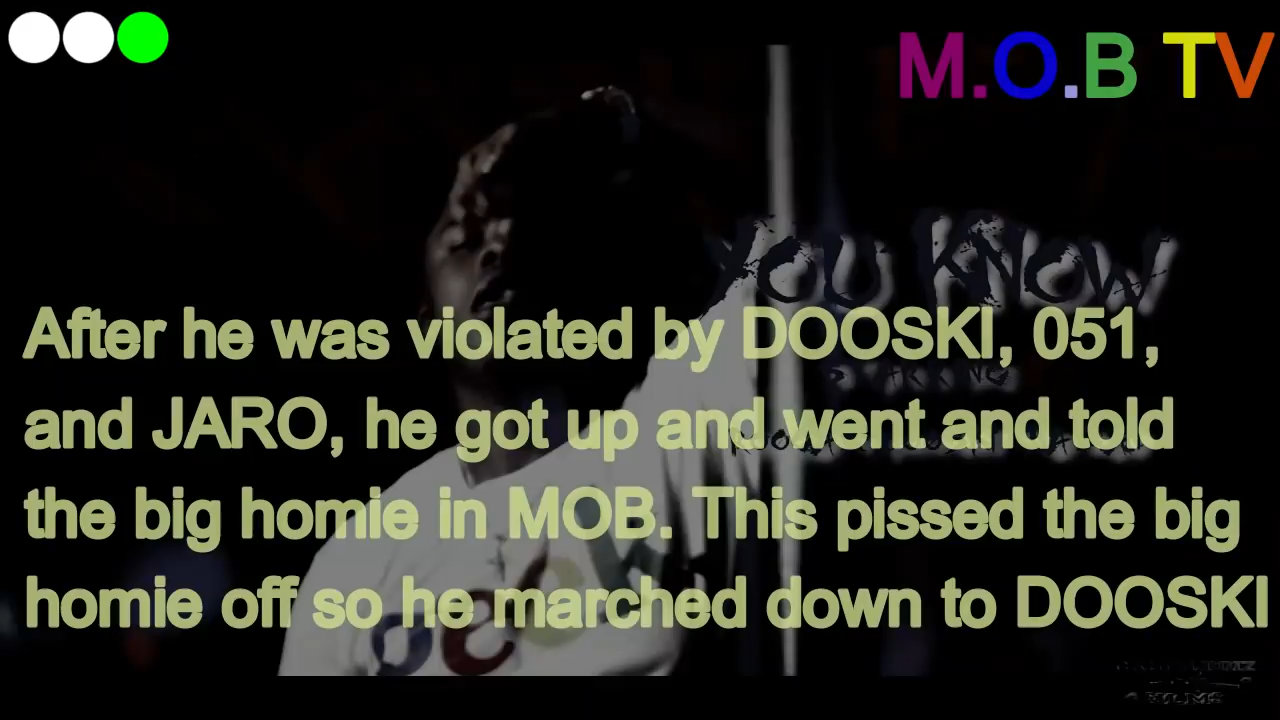 M.O.B TV
YOU KNOW
After he was violated by DOOSKI, 051,
and JARO, he got up and went and told
the big homie in MOB. This pissed the big
homie off so he marched down to DOOSKI
FILMS